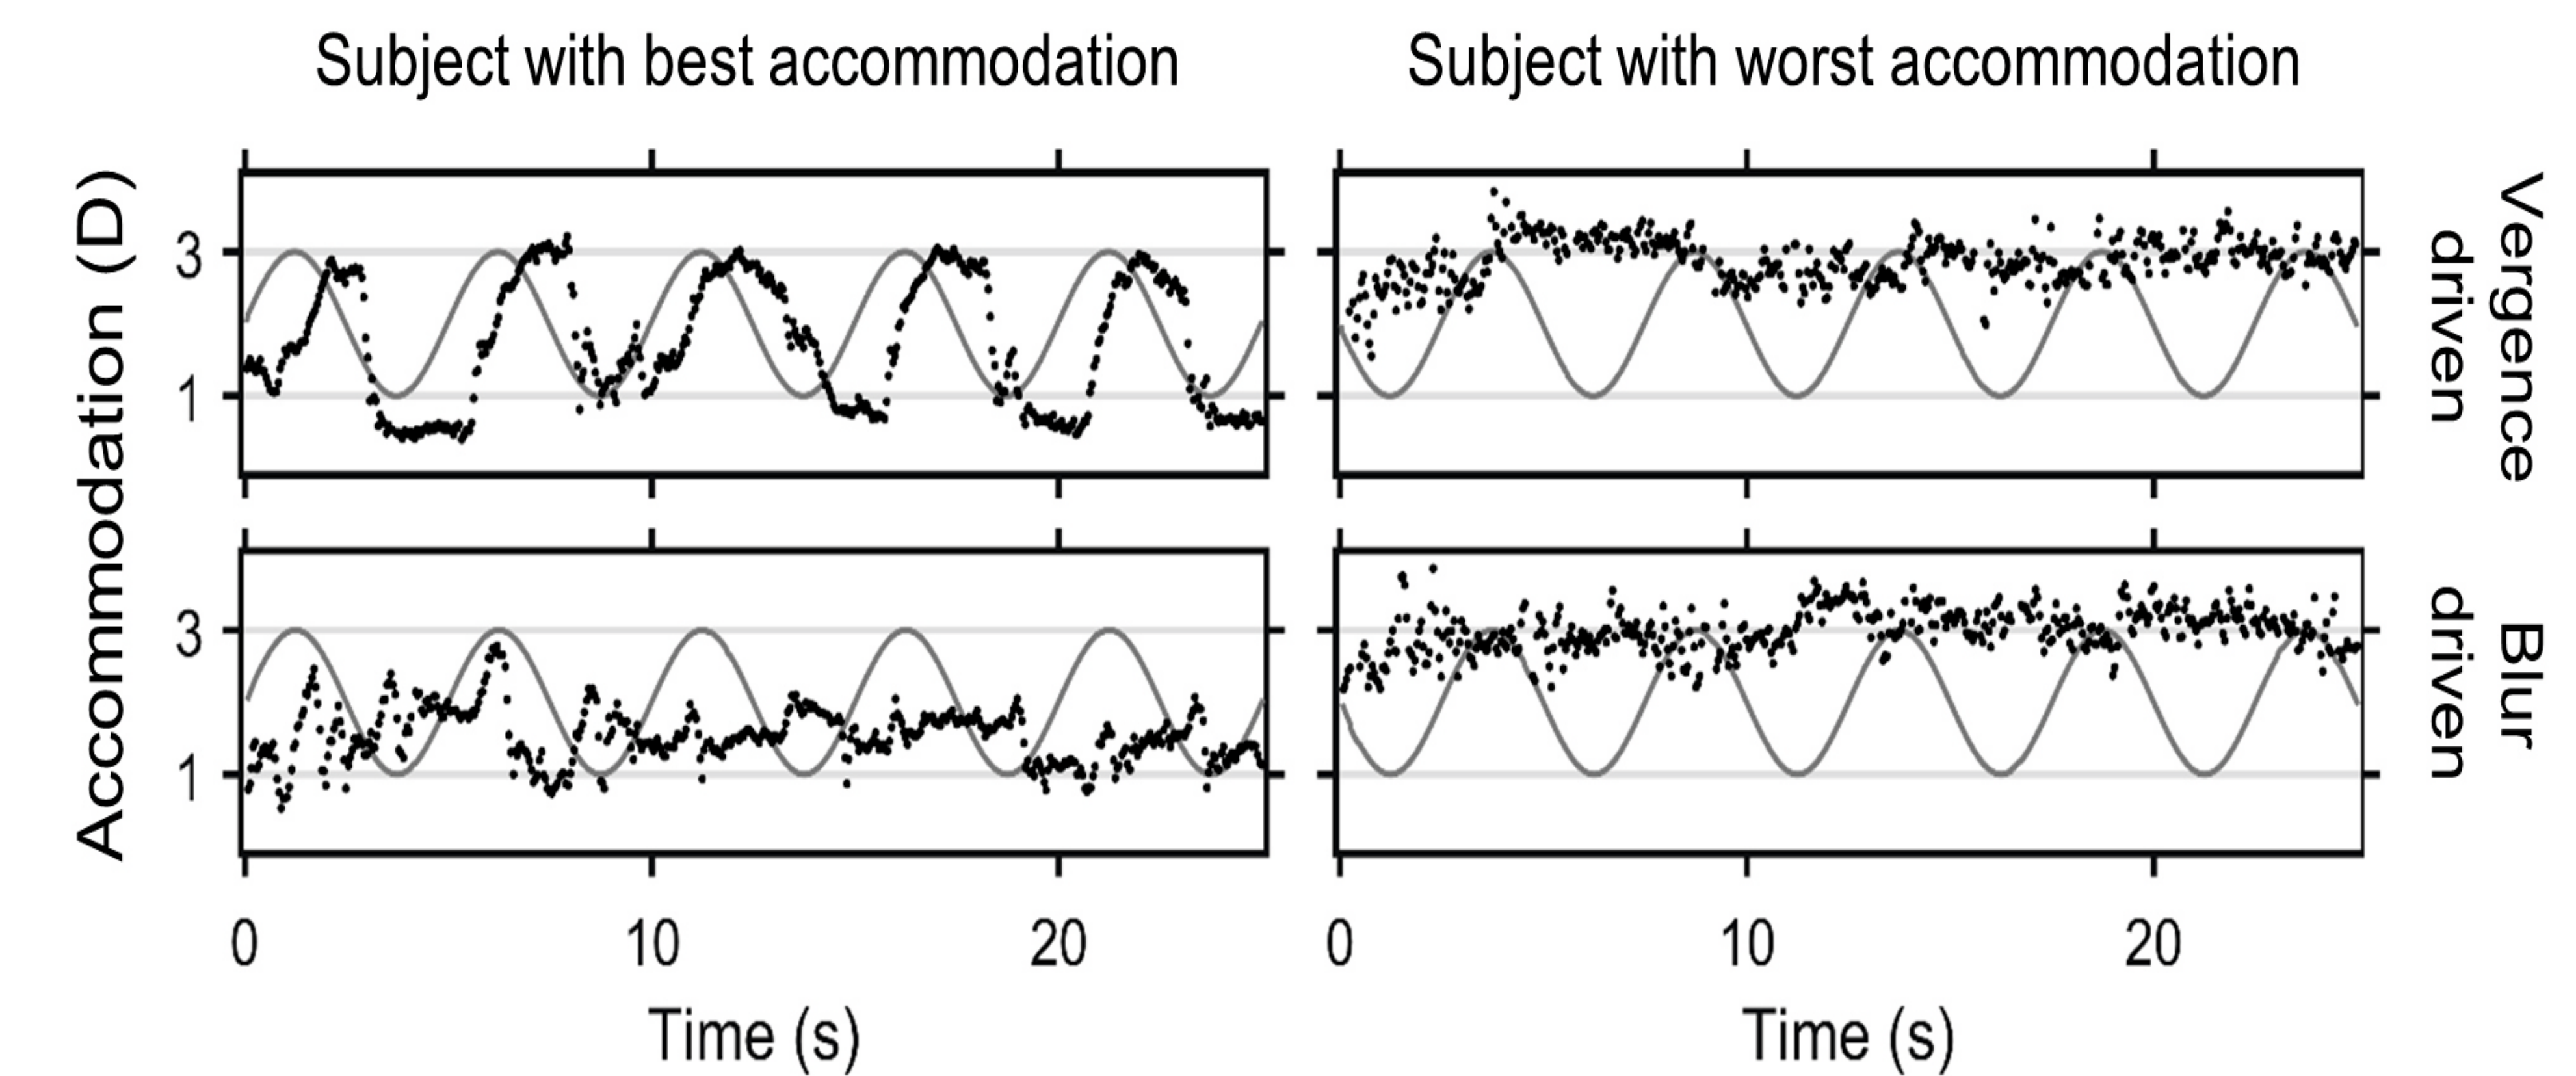 Subject with best accommodation
Subject with worst accommodation
Accommodation (D)
3
1
Vergence
driven
3
1
Blur
driven
0
10
20
0
10
20
Time (s)
Time (s)